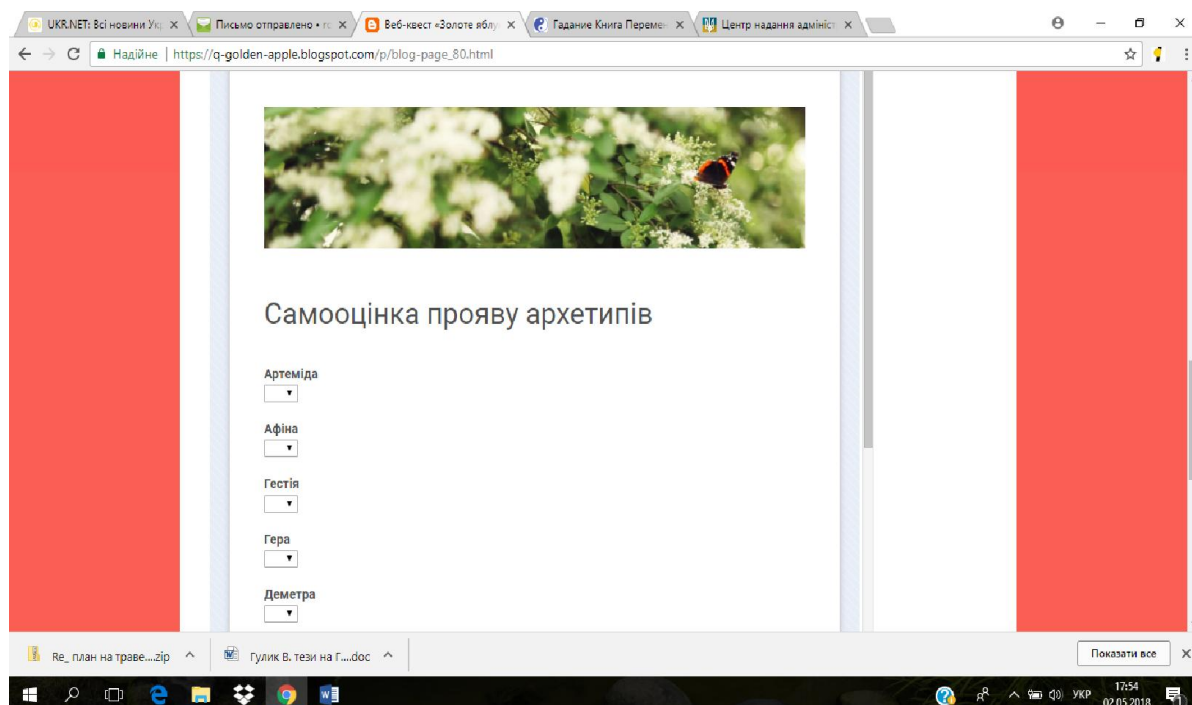 UKR.NET: Всі новини Ук
Письмо отправлено •
Веб-квест «Золоте яблу
Гадание Книга Перемен
Центр надання адмініст
Надійне | https://q-golden-apple.blogspot.com/p/blog-page_80.html
Самооцінка прояву архетипів
Артеміда
Афіна
Гестія
Гера
Деметра
Re_ план на траве....zip
Гулик В. тези на Г....doc
Показати все
УКР
17:54
02.05.2018